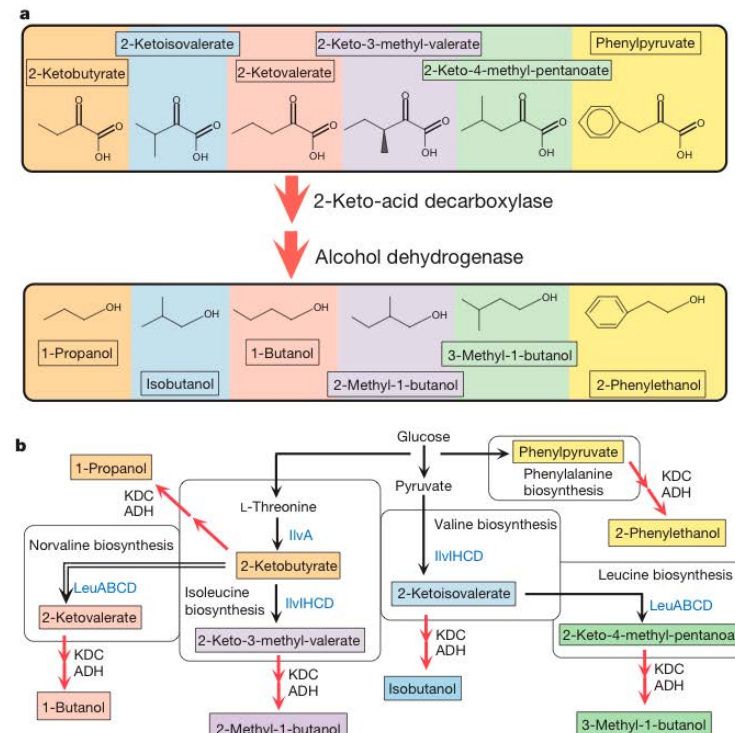 a
2-Ketoisovalerate
2-Keto-3-methyl-valerate
Phenylpyruvate
2-Ketobutyrate
2-Ketovalerate
2-Keto-4-methyl-pentanoate
O O O O O O
O O O O O O
OH OH OH OH OH OH
2-Keto-acid decarboxylase
Alcohol dehydrogenase
OH OH OH OH OH OH
1-Propanol
1-Butanol
3-Methyl-1-butanol
Isobutanol
2-Methyl-1-butanol
2-Phenylethanol
b
Glucose
1-Propanol
Phenylpyruvate
Phenylalanine
biosynthesis
KDC
ADH
Pyruvate
KDC
ADH
L-Threonine
Valine biosynthesis
2-Phenylethanol
Norvaline biosynthesis
IlvA
2-Ketobutyrate
IlvIHCD
Leucine biosynthesis
LeuABCD
Isoleucine
biosynthesis
IlvIHCD
2-Ketoisovalerate
LeuABCD
2-Ketovalerate
2-Keto-3-methyl-valerate
2-Keto-4-methyl-pentanoa
KDC
ADH
KDC
ADH
KDC
ADH
KDC
ADH
1-Butanol
Isobutanol
2-Methyl-1-butanol
3-Methyl-1-butanol